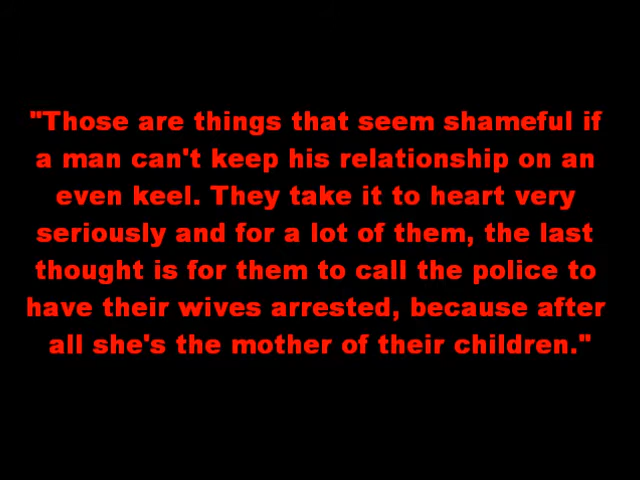 "Those are things that seem shameful if
a man can't keep his relationship on an
even keel. They take it to heart very
seriously and for a lot of them, the last
thought is for them to call the police to
have their wives arrested, because after
all she's the mother of their children."